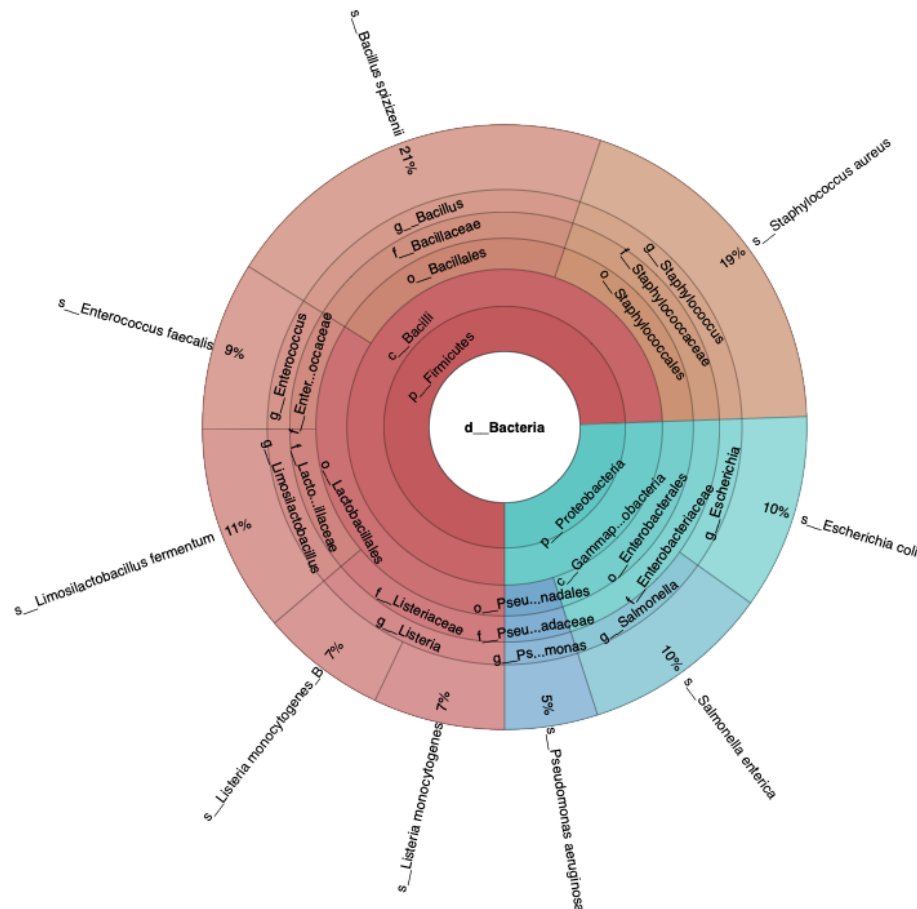 d__Bacteria
p__Firmicutes
c__Bacilli
o__Bacillales
f__Bacillaceae
g__Bacillus
21%
s__Bacillus spizizenii
o__Staphylococcales
f__Staphylococcaceae
g__Staphylococcus
19%
s__Staphylococcus aureus
p__Proteobacteria
c__Gammap...obacteria
o__Enterobacterales
f__Enterobacteriaceae
g__Escherichia
10%
s__Escherichia coli
g__Salmonella
10%
s__Salmonella enterica
o__Pseu...nadales
f__Pseu...adaceae
g__Ps...monas
5%
s__Pseudomonas aeruginosa
o__Lactobacillales
f__Listeriaceae
g__Listeria
7%
s__Listeria monocytogenes
7%
s__Listeria monocytogenes_B
f__Lacto...illaceae
g__Limosilactobacillus
11%
s__Limosilactobacillus fermentum
f__Enter...occaceae
g__Enterococcus
9%
s__Enterococcus faecalis